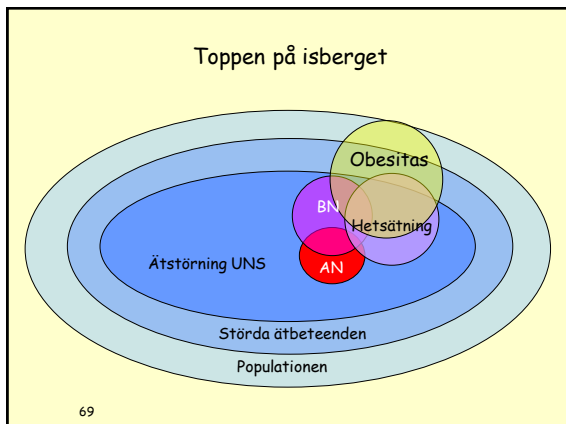 Toppen på isberget
Obesitas
BN
Hetsätning
Ätstörning UNS
AN
Störda ätbeteenden
Populationen
69